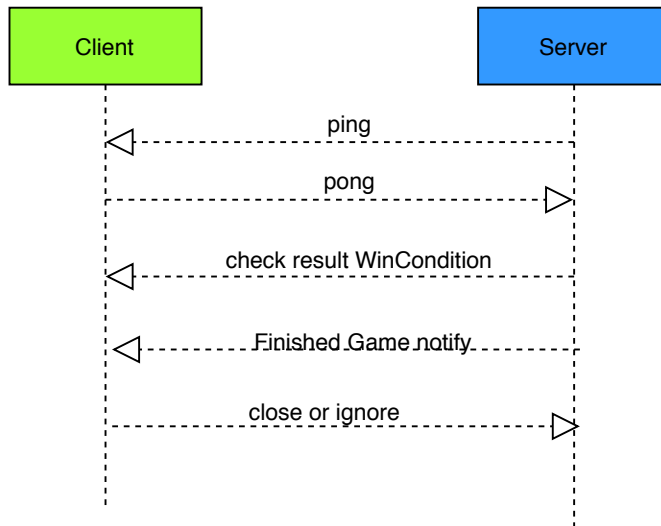 Client
Server
ping
pong
check result WinCondition
Finished Game notify
close or ignore